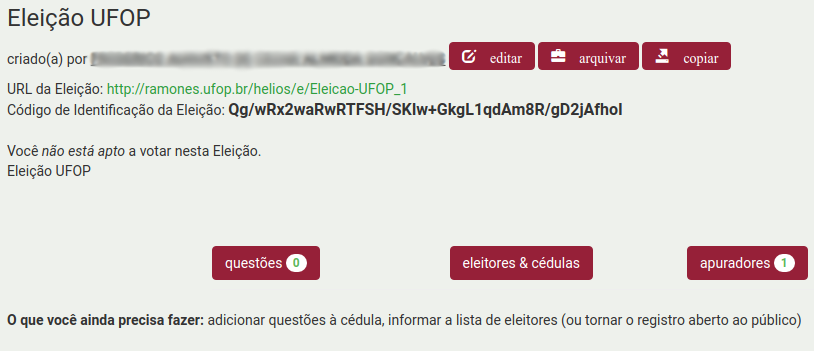 Eleição UFOP
criado(a) por editar arquivar copiar
URL da Eleição: http://ramones.ufop.br/helios/e/Eleicao-UFOP_1
Código de Identificação da Eleição: Qg/wRx2waRwRTFSH/SKIw+GkgL1qdAm8R/gD2jAfhoI
Você não está apto a votar nesta Eleição.
Eleição UFOP
questões 0 eleitores & cédulas apuradores 1
O que você ainda precisa fazer: adicionar questões à cédula, informar a lista de eleitores (ou tornar o registro aberto ao público)